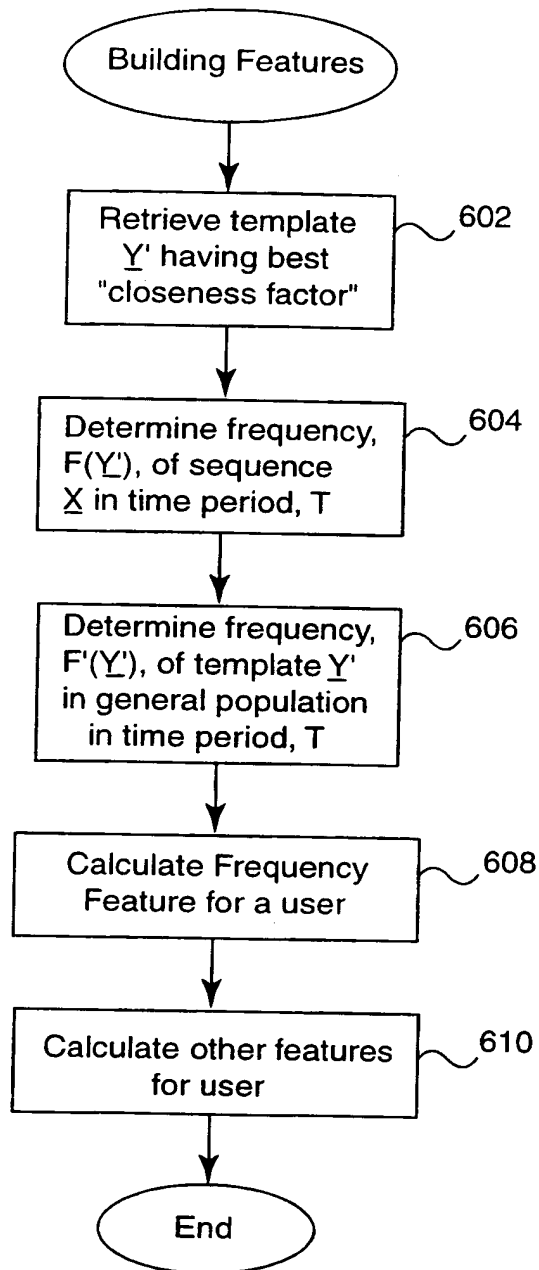 Building Features
Retrieve template
Y' having best
"closeness factor"
602
Determine frequency,
F(Y'), of sequence
X in time period, T
604
Determine frequency,
F'(Y'), of template Y'
in general population
in time period, T
606
Calculate Frequency
Feature for a user
608
Calculate other features
for user
610
End